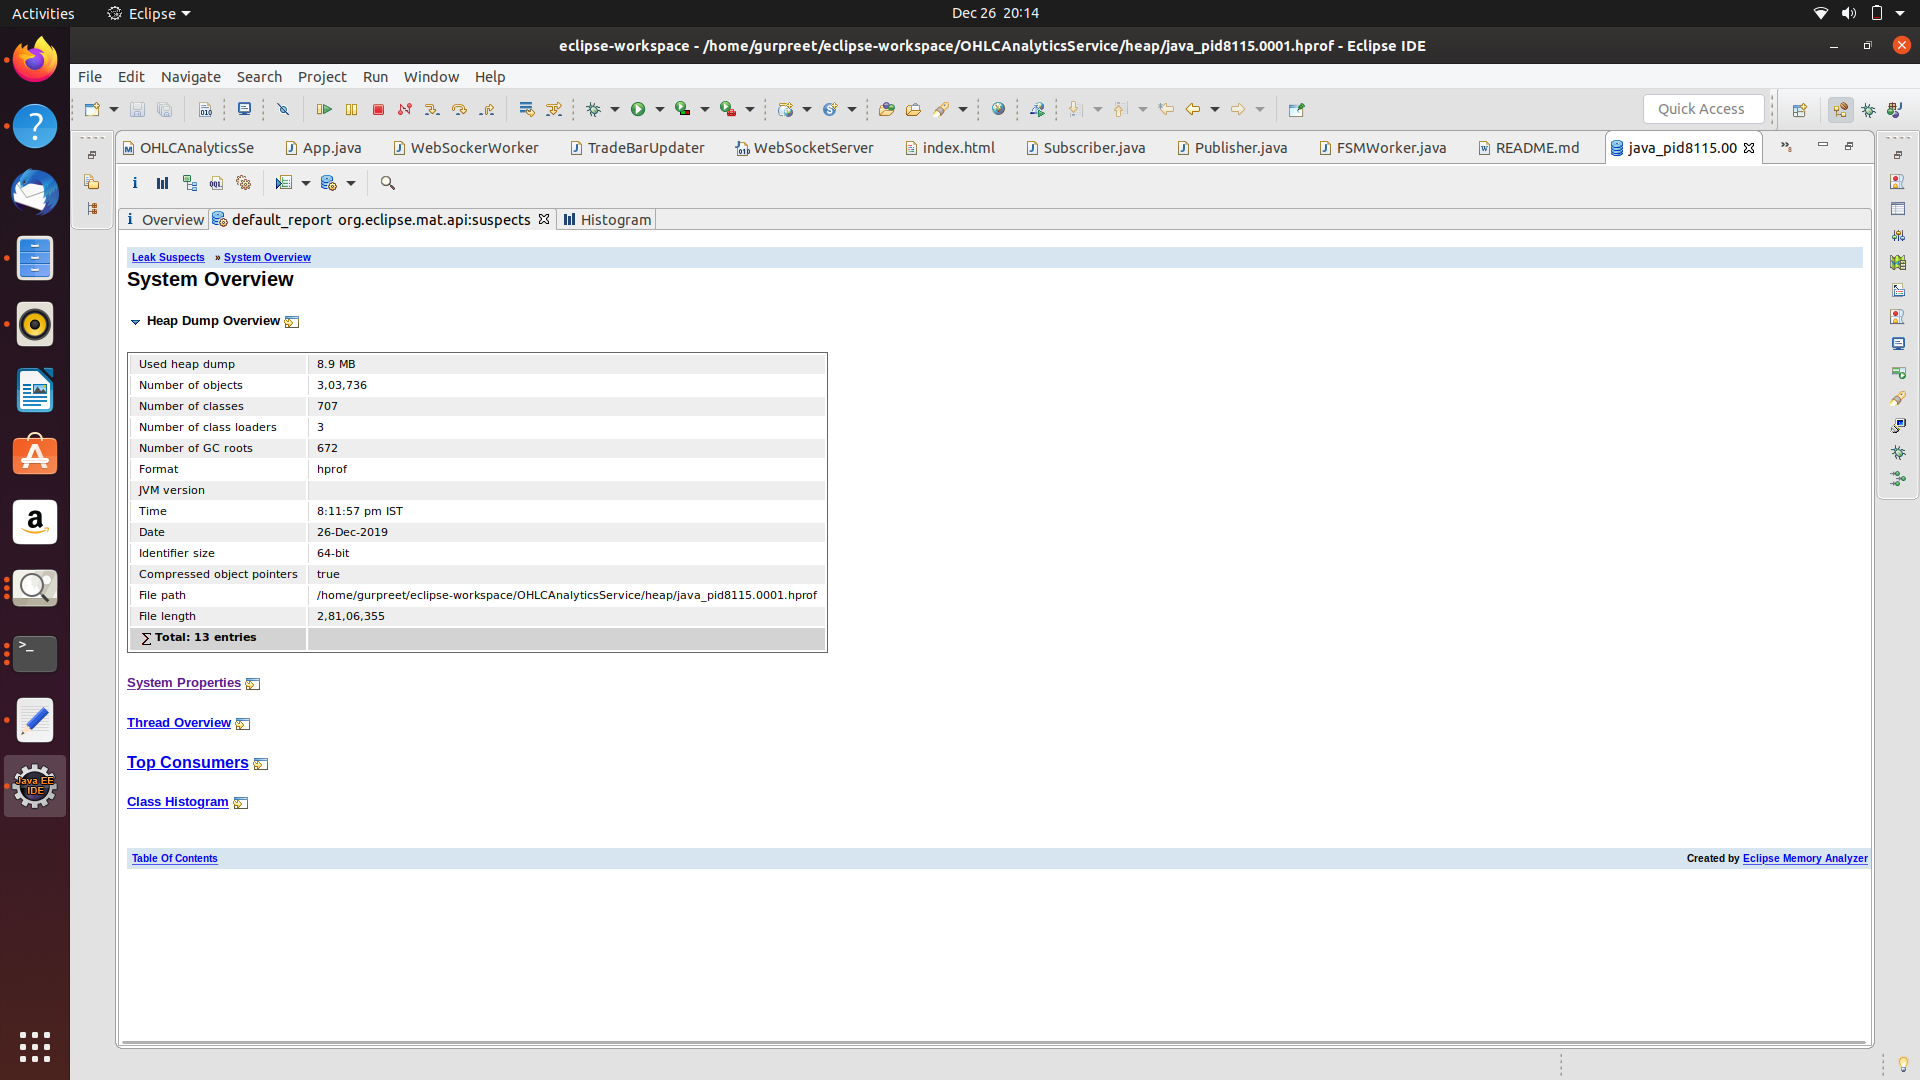 Activities Eclipse Dec 26 20:14
eclipse-workspace - /home/gurpreet/eclipse-workspace/OHLCAnalyticsService/heap/java_pid8115.0001.hprof - Eclipse IDE
File Edit Navigate Search Project Run Window Help
Quick Access
OHLCAnalyticsSe App.java WebSockerWorker TradeBarUpdater WebSocketServer index.html Subscriber.java Publisher.java FSMWorker.java README.md java_pid8115.00 »8
Overview default_report org.eclipse.mat.api:suspects Histogram
Leak Suspects » System Overview
System Overview
Heap Dump Overview
Used heap dump 8.9 MB
Number of objects 3,03,736
Number of classes 707
Number of class loaders 3
Number of GC roots 672
Format hprof
JVM version
Time 8:11:57 pm IST
Date 26-Dec-2019
Identifier size 64-bit
Compressed object pointers true
File path /home/gurpreet/eclipse-workspace/OHLCAnalyticsService/heap/java_pid8115.0001.hprof
File length 2,81,06,355
∑ Total: 13 entries
System Properties
Thread Overview
Top Consumers
Class Histogram
Table Of Contents Created by Eclipse Memory Analyzer
Java EE
IDE